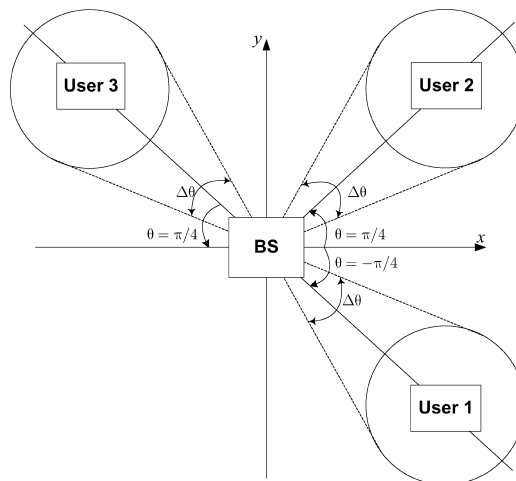 y
User 3
User 2
Δθ
Δθ
θ = π/4
BS
θ = π/4
x
θ = −π/4
Δθ
User 1